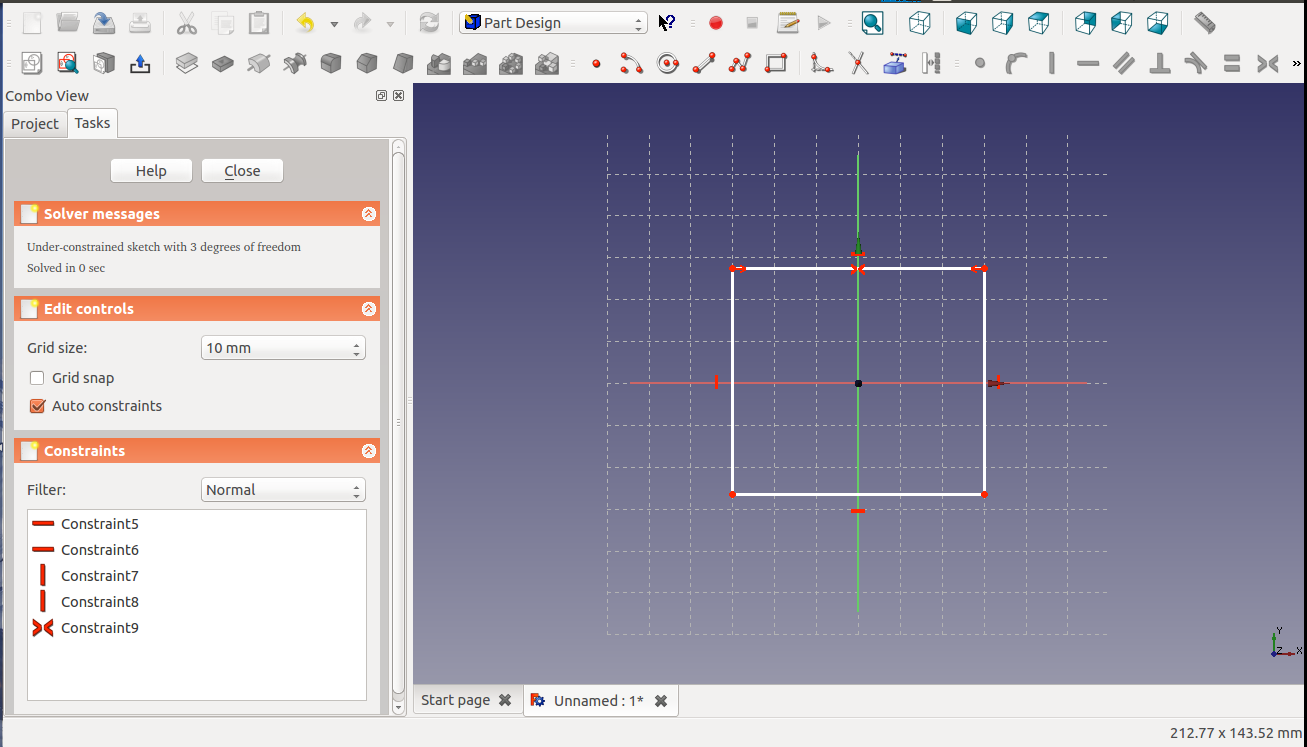 Part Design
Combo View
Project
Tasks
Help
Close
Solver messages
Under-constrained sketch with 3 degrees of freedom
Solved in 0 sec
Edit controls
Grid size:
10 mm
Grid snap
Auto constraints
Constraints
Filter:
Normal
Constraint5
Constraint6
Constraint7
Constraint8
Constraint9
Y
Z
X
Start page
Unnamed : 1*
212.77 x 143.52 mm